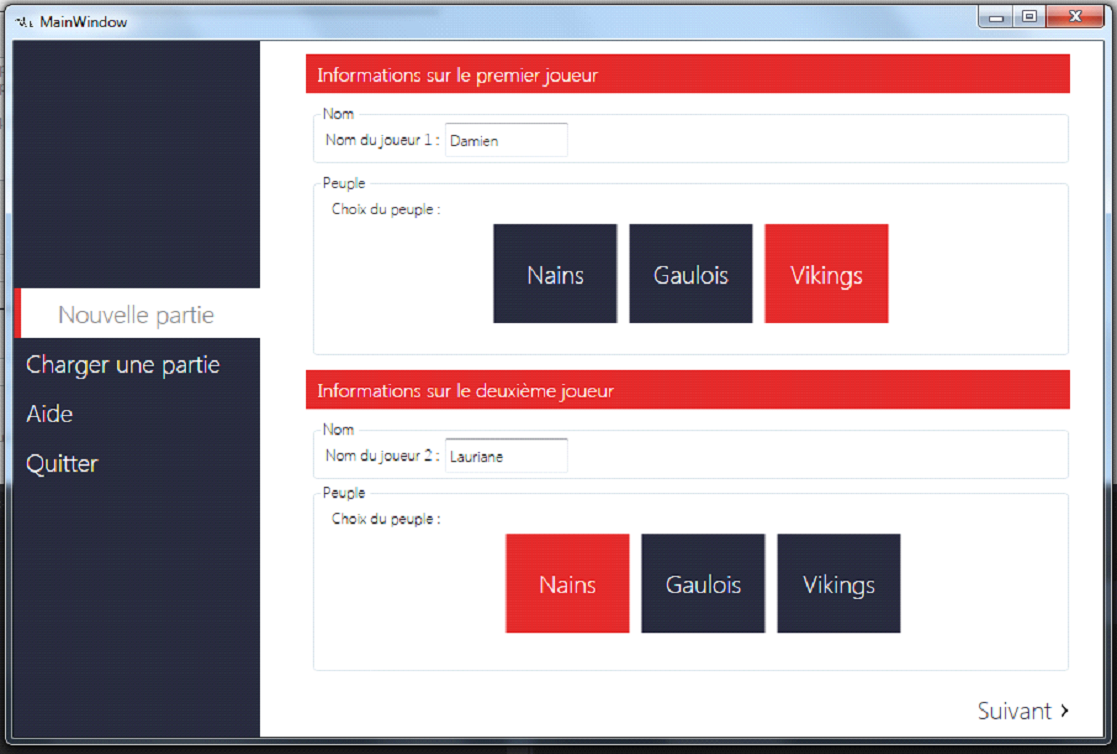 MainWindow
Informations sur le premier joueur
Nom
Nom du joueur 1 : Damien
Peuple
Choix du peuple :
Nains Gaulois Vikings
Nouvelle partie
Charger une partie
Aide
Quitter
Informations sur le deuxième joueur
Nom
Nom du joueur 2 : Lauriane
Peuple
Choix du peuple :
Nains Gaulois Vikings
Suivant >